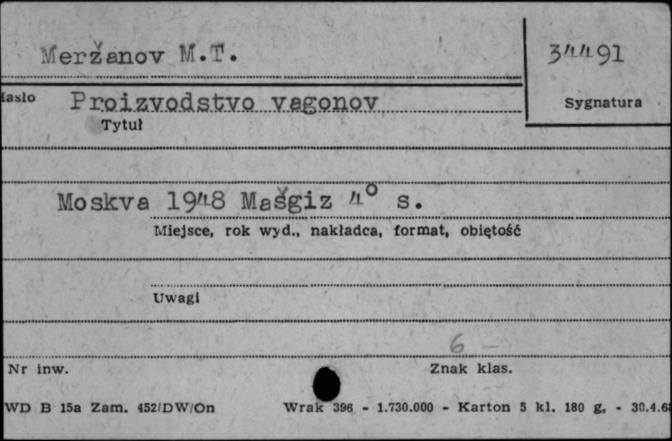 Meržanov M.T.
34491
Hasło
Proizvodstvo vagonov
Sygnatura
Tytuł
Moskva 1948 Mašgiz 4° s.
Miejsce, rok wyd., nakładca, format, obiętość
Uwagi
6 –
Nr inw.
Znak klas.
WD B 15a Zam. 452/DW/On
Wrak 396 - 1.730.000 - Karton 5 kl. 180 g, - 30.4.6